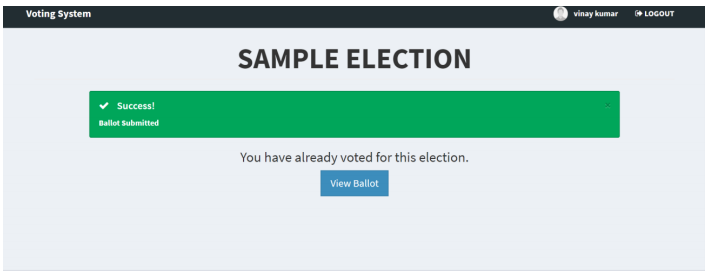 Voting System
vinay kumar
LOGOUT
SAMPLE ELECTION
Success!
Ballot Submitted
You have already voted for this election.
View Ballot